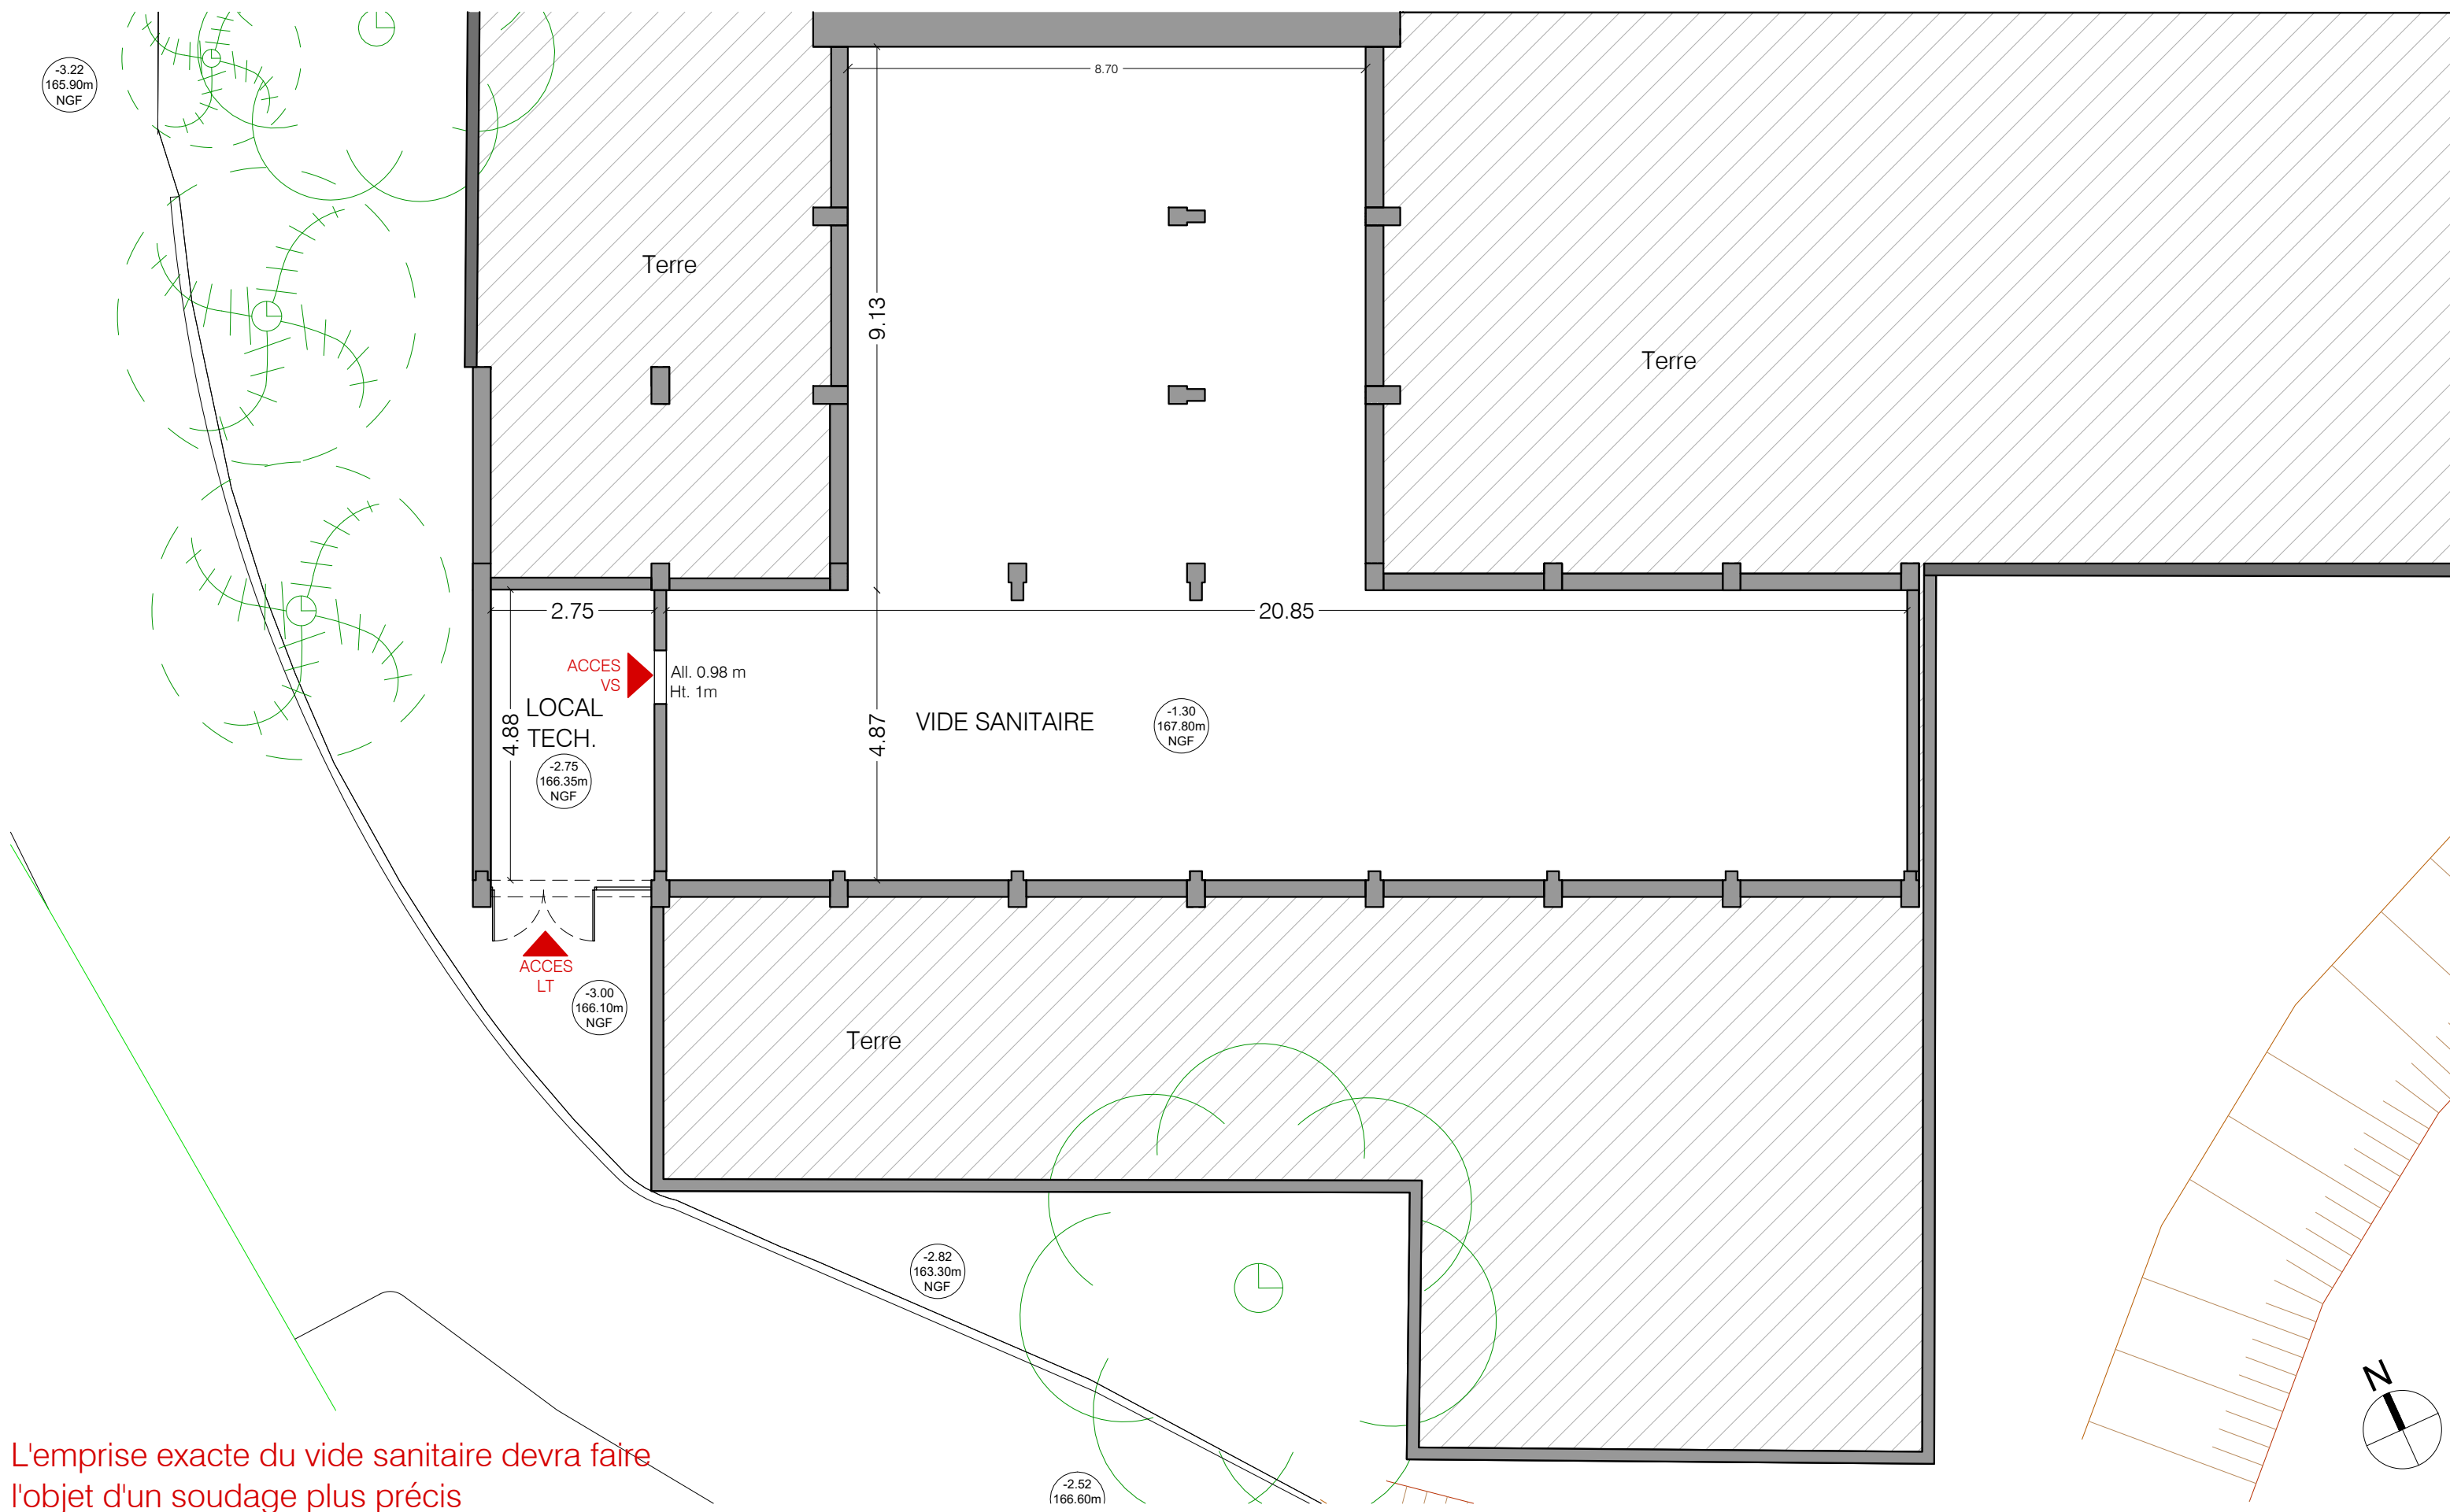 -3.22
165.90m
NGF
8.70
Terre
9.13
Terre
2.75
20.85
ACCES
VS
All. 0.98 m
Ht. 1m
LOCAL
TECH.
4.88
-2.75
166.35m
NGF
4.87
VIDE SANITAIRE
-1.30
167.80m
NGF
ACCES
LT
-3.00
166.10m
NGF
Terre
-2.82
163.30m
NGF
N
L'emprise exacte du vide sanitaire devra faire
l'objet d'un soudage plus précis
-2.52
166.60m